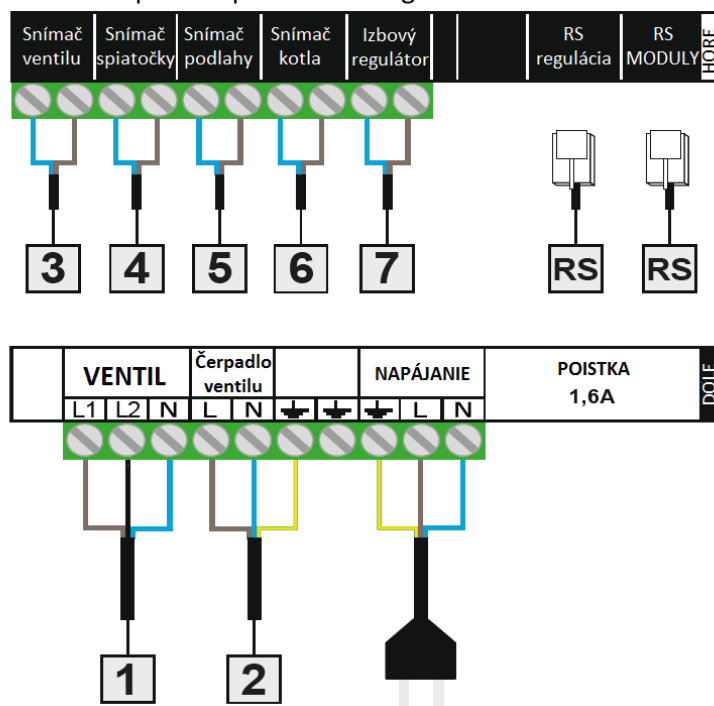 Snímač ventilu
Snímač spiatočky
Snímač podlahy
Snímač kotla
Izbový regulátor
RS regulácia
RS MODULY
HORE
3
4
5
6
7
RS
RS
VENTIL
Čerpadlo ventilu
NAPÁJANIE
POISTKA
1,6A
DOLE
L1 L2 N L N L N
1
2